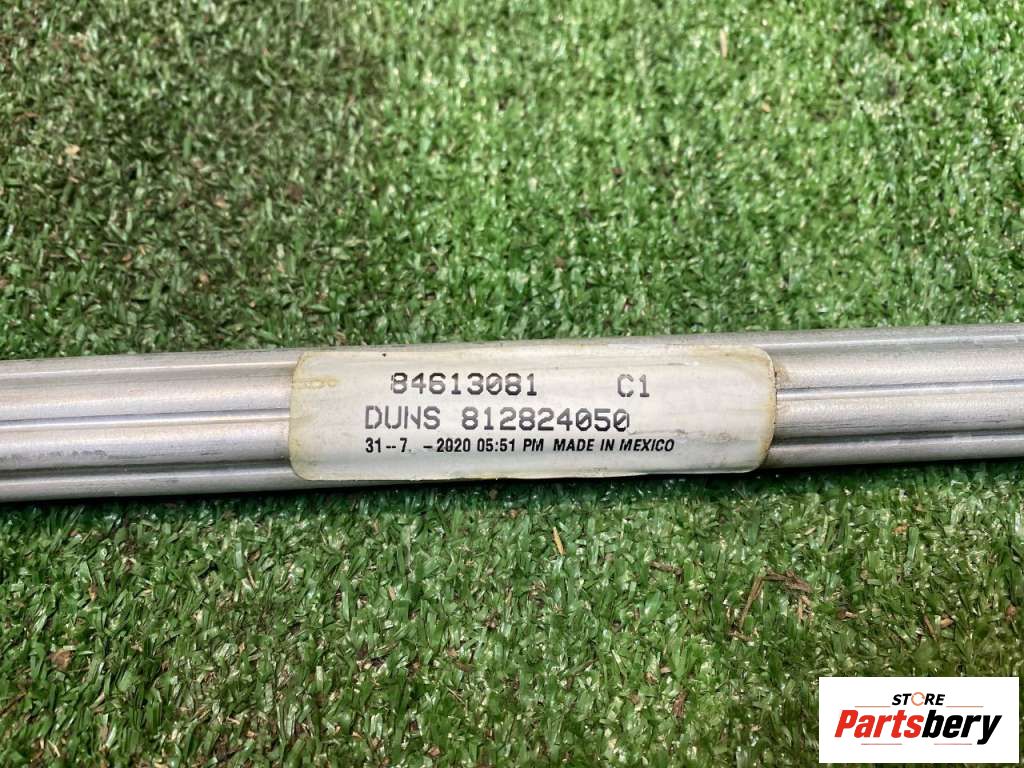 84613081 C1
DUNS 812824050
31--7. -2020 05:51 PM MADE IN MEXICO
STORE
Partsbery